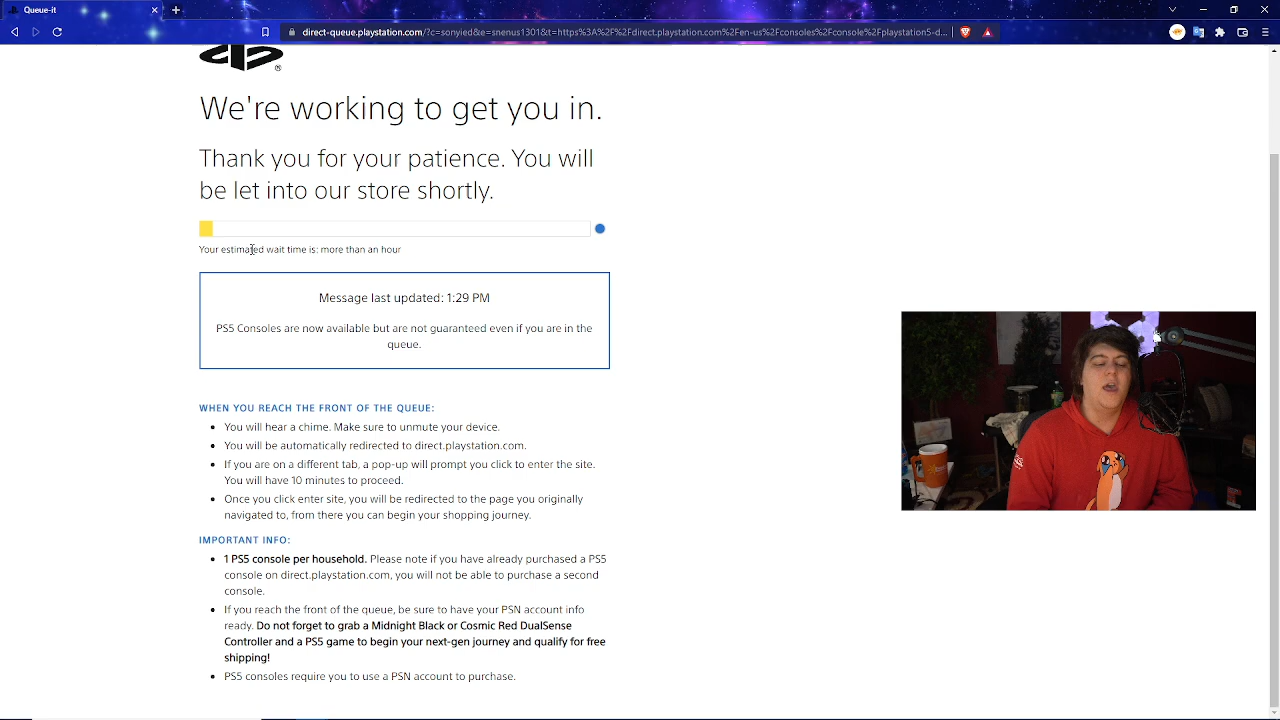 Queue-it
direct-queue.playstation.com/?c=sonyied&e=snenus1301&t=https%3A%2F%2Fdirect.playstation.com%2Fen-us%2Fconsoles%2Fconsole%2Fplaystation5-d...
®
We're working to get you in.
Thank you for your patience. You will
be let into our store shortly.
Your estimated wait time is: more than an hour
Message last updated: 1:29 PM
PS5 Consoles are now available but are not guaranteed even if you are in the
queue.
WHEN YOU REACH THE FRONT OF THE QUEUE:
• You will hear a chime. Make sure to unmute your device.
• You will be automatically redirected to direct.playstation.com.
• If you are on a different tab, a pop-up will prompt you click to enter the site.
You will have 10 minutes to proceed.
• Once you click enter site, you will be redirected to the page you originally
navigated to, from there you can begin your shopping journey.
IMPORTANT INFO:
• 1 PS5 console per household. Please note if you have already purchased a PS5
console on direct.playstation.com, you will not be able to purchase a second
console.
• If you reach the front of the queue, be sure to have your PSN account info
ready. Do not forget to grab a Midnight Black or Cosmic Red DualSense
Controller and a PS5 game to begin your next-gen journey and qualify for free
shipping!
• PS5 consoles require you to use a PSN account to purchase.